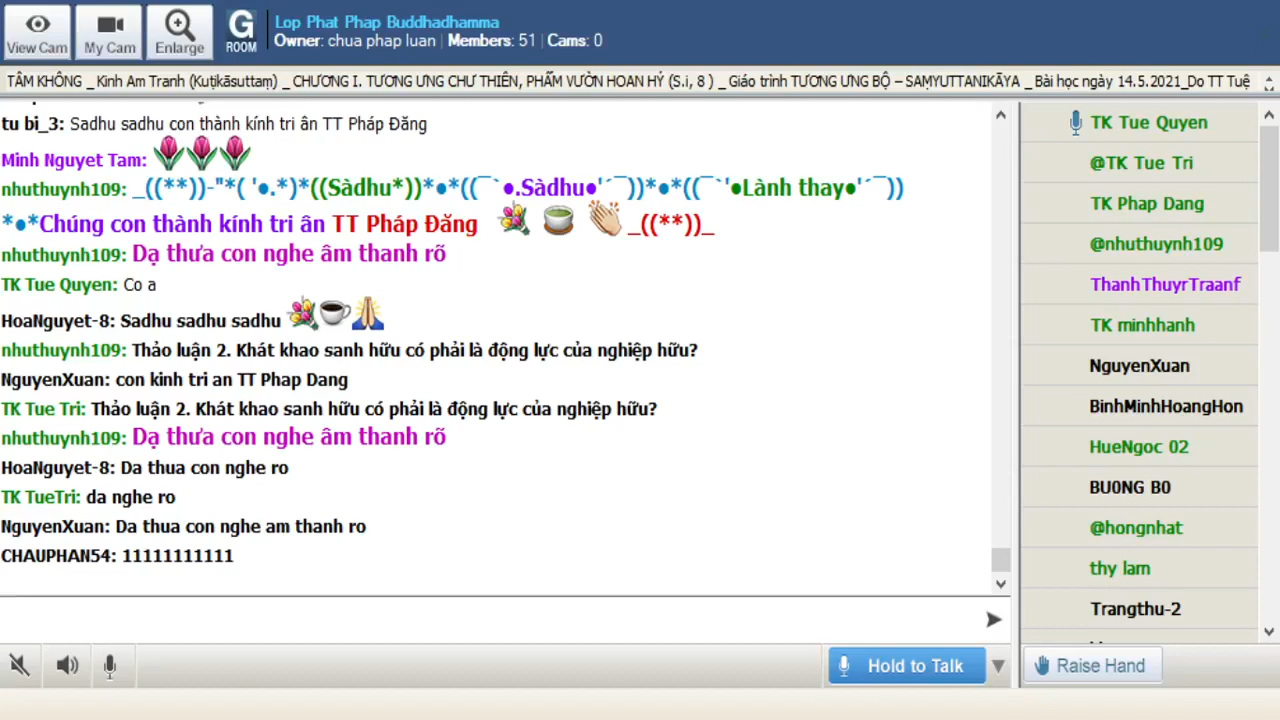 View Cam
My Cam
Enlarge
G
ROOM
Lop Phat Phap Buddhadhamma
Owner: chua phap luan | Members: 51 | Cams: 0
TÂM KHÔNG _Kinh Am Tranh (Kuṭikāsuttaṃ) _CHƯƠNG I. TƯƠNG ƯNG CHƯ THIÊN, PHẨM VƯỜN HOAN HỶ (S.i, 8 ) _Giáo trình TƯƠNG ƯNG BỘ – SAṂYUTTANIKĀYA _Bài học ngày 14.5.2021_Do TT Tuệ
tu bi_3: Sadhu sadhu con thành kính tri ân TT Pháp Đăng
Minh Nguyet Tam:
nhuthuynh109: _((**))-"*( '●.*)*((Sàdhu*))*●*((¯`●.Sàdhu●'´¯))*●*((¯`'●Lành thay●'´¯))
*●*Chúng con thành kính tri ân TT Pháp Đăng _((**))_
nhuthuynh109: Dạ thưa con nghe âm thanh rõ
TK Tue Quyen: Co a
HoaNguyet-8: Sadhu sadhu sadhu
nhuthuynh109: Thảo luận 2. Khát khao sanh hữu có phải là động lực của nghiệp hữu?
NguyenXuan: con kinh tri an TT Phap Dang
TK Tue Tri: Thảo luận 2. Khát khao sanh hữu có phải là động lực của nghiệp hữu?
nhuthuynh109: Dạ thưa con nghe âm thanh rõ
HoaNguyet-8: Da thua con nghe ro
TK TueTri: da nghe ro
NguyenXuan: Da thua con nghe am thanh ro
CHAUPHAN54: 11111111111
TK Tue Quyen
@TK Tue Tri
TK Phap Dang
@nhuthuynh109
ThanhThuyrTraanf
TK minhhanh
NguyenXuan
BinhMinhHoangHon
HueNgoc 02
BU0NG B0
@hongnhat
thy lam
Trangthu-2
Hold to Talk
Raise Hand